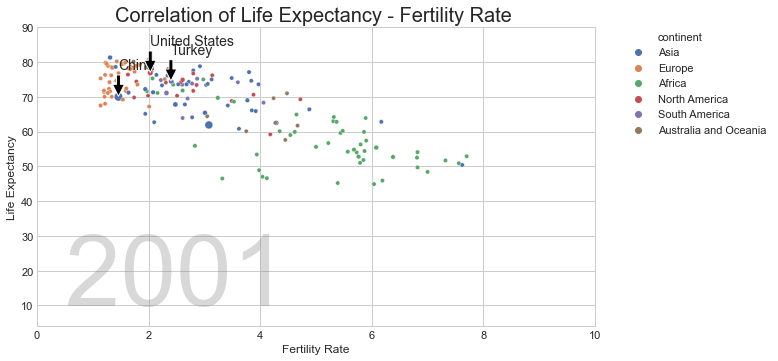 Correlation of Life Expectancy - Fertility Rate
90
80
70
60
50
40
30
20
10
Life Expectancy
United States
Turkey
China
2001
0 2 4 6 8 10
Fertility Rate
continent
Asia
Europe
Africa
North America
South America
Australia and Oceania